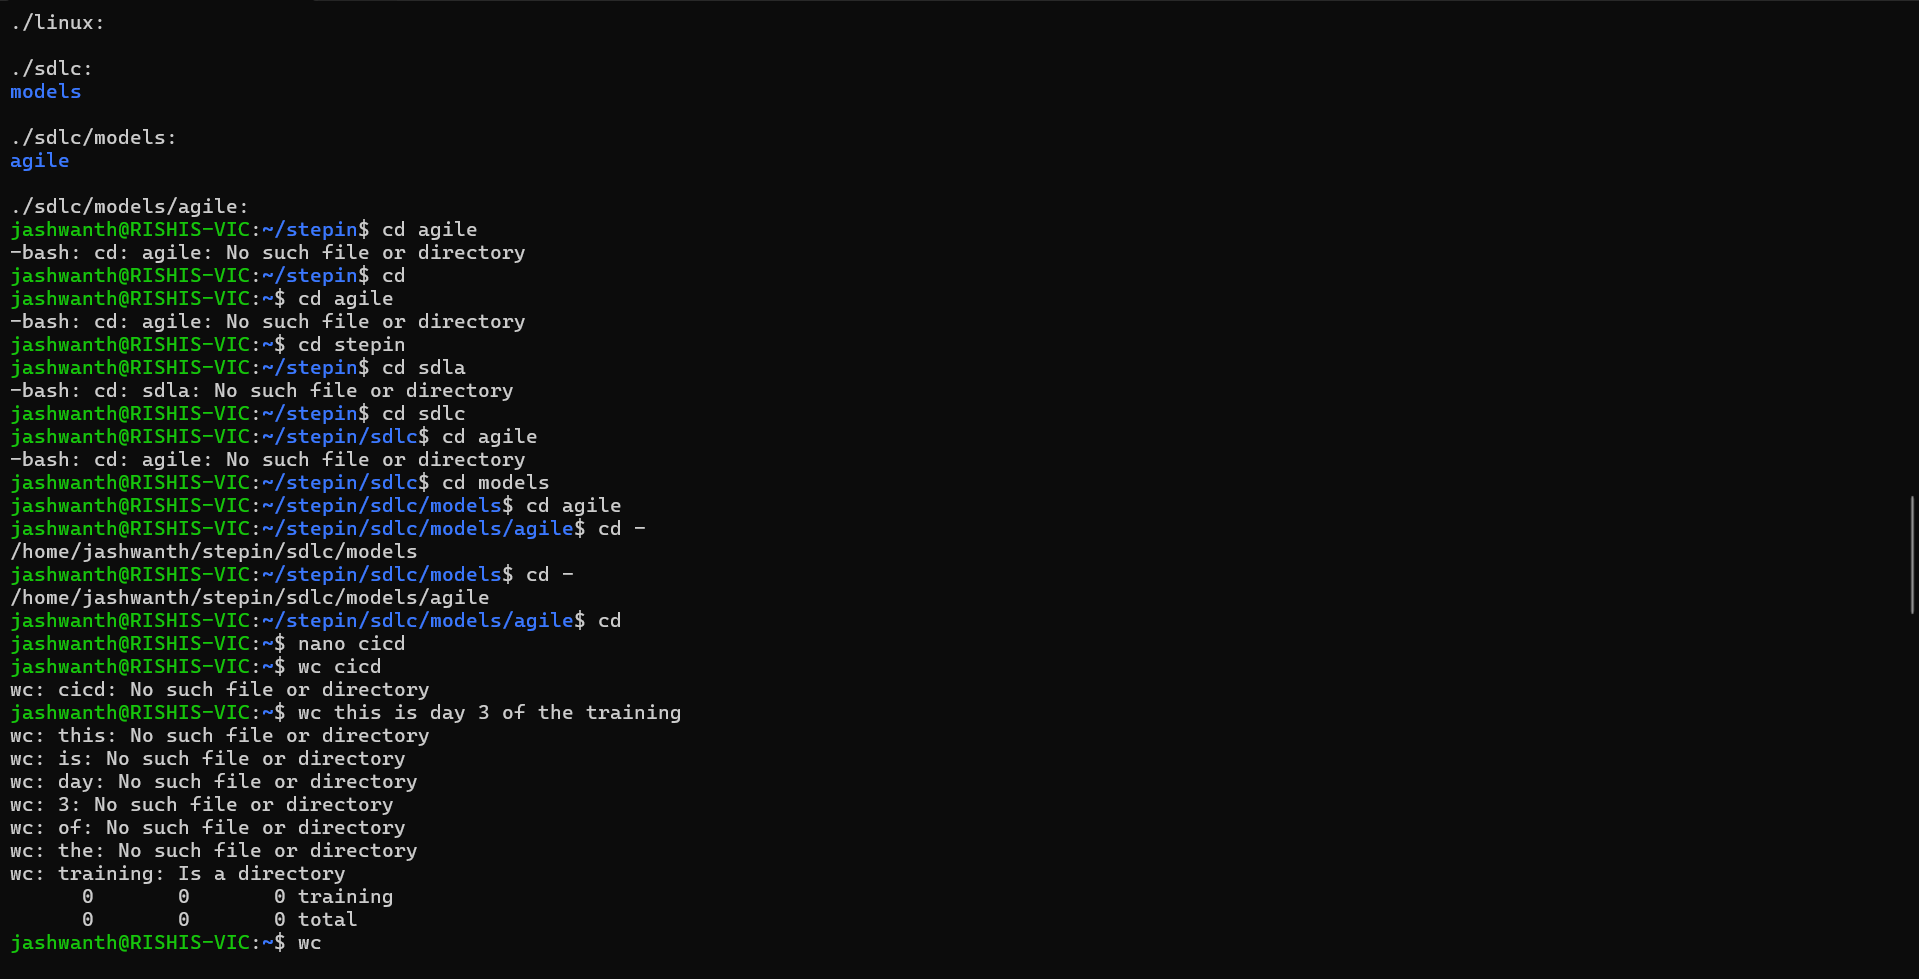 ./linux:
./sdlc:
models
./sdlc/models:
agile
./sdlc/models/agile:
jashwanth@RISHIS-VIC:~/stepin$ cd agile
-bash: cd: agile: No such file or directory
jashwanth@RISHIS-VIC:~/stepin$ cd
jashwanth@RISHIS-VIC:~$ cd agile
-bash: cd: agile: No such file or directory
jashwanth@RISHIS-VIC:~$ cd stepin
jashwanth@RISHIS-VIC:~/stepin$ cd sdla
-bash: cd: sdla: No such file or directory
jashwanth@RISHIS-VIC:~/stepin$ cd sdlc
jashwanth@RISHIS-VIC:~/stepin/sdlc$ cd agile
-bash: cd: agile: No such file or directory
jashwanth@RISHIS-VIC:~/stepin/sdlc$ cd models
jashwanth@RISHIS-VIC:~/stepin/sdlc/models$ cd agile
jashwanth@RISHIS-VIC:~/stepin/sdlc/models/agile$ cd -
/home/jashwanth/stepin/sdlc/models
jashwanth@RISHIS-VIC:~/stepin/sdlc/models$ cd -
/home/jashwanth/stepin/sdlc/models/agile
jashwanth@RISHIS-VIC:~/stepin/sdlc/models/agile$ cd
jashwanth@RISHIS-VIC:~$ nano cicd
jashwanth@RISHIS-VIC:~$ wc cicd
wc: cicd: No such file or directory
jashwanth@RISHIS-VIC:~$ wc this is day 3 of the training
wc: this: No such file or directory
wc: is: No such file or directory
wc: day: No such file or directory
wc: 3: No such file or directory
wc: of: No such file or directory
wc: the: No such file or directory
wc: training: Is a directory
      0       0       0 training
      0       0       0 total
jashwanth@RISHIS-VIC:~$ wc